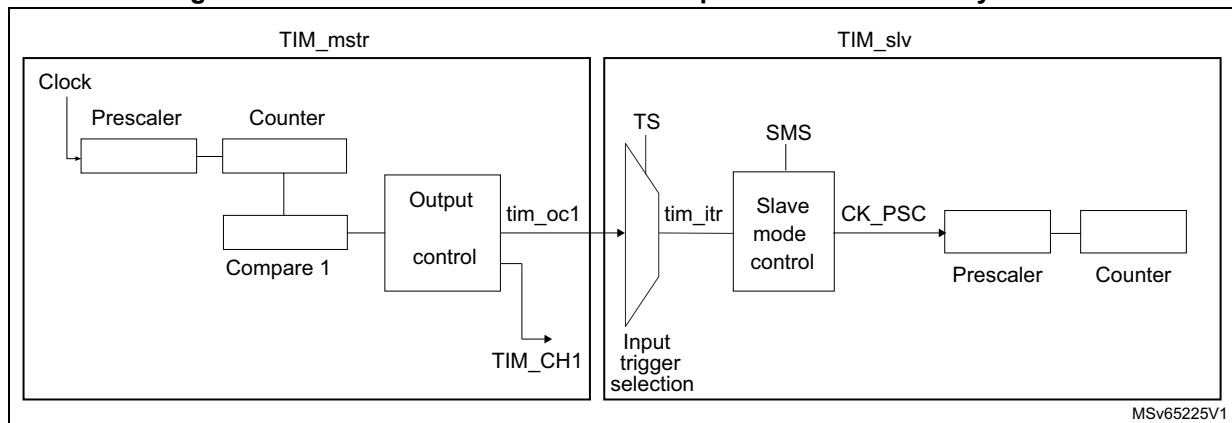 TIM_mstr
TIM_slv
Clock
Prescaler
Counter
Compare 1
Output
control
tim_oc1
TIM_CH1
TS
Input
trigger
selection
tim_itr
SMS
Slave
mode
control
CK_PSC
Prescaler
Counter
MSv65225V1